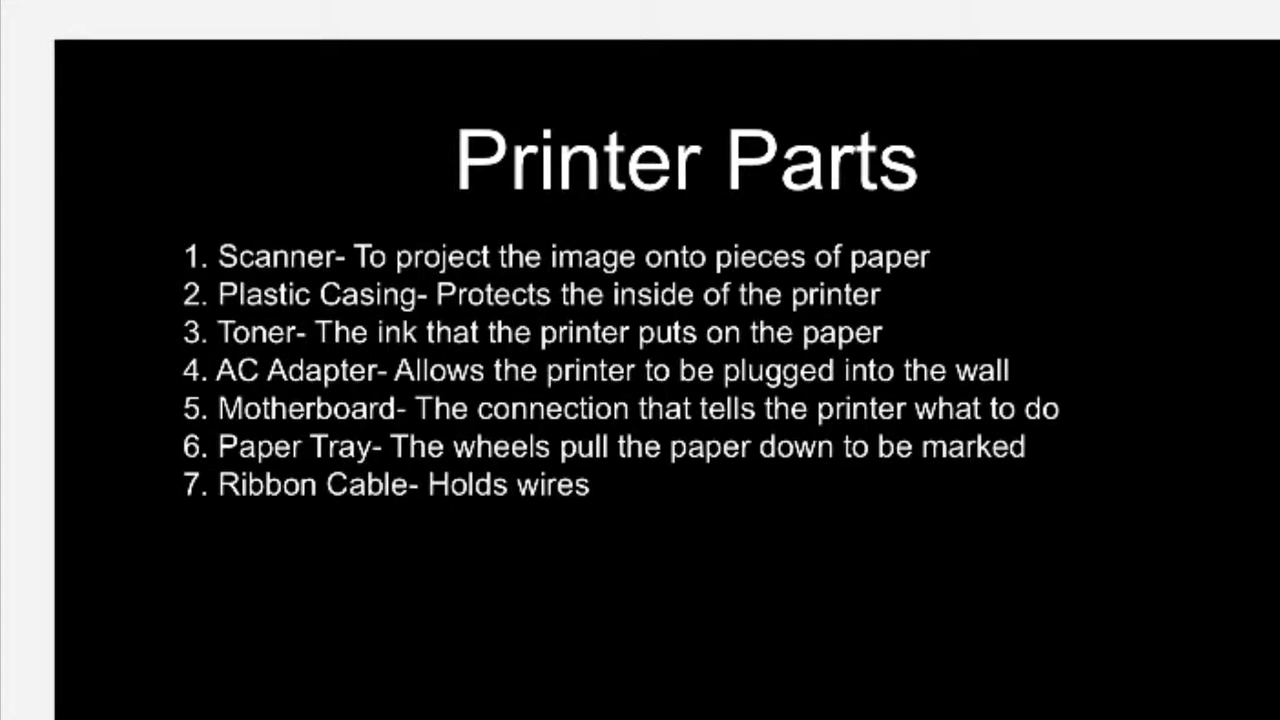 Printer Parts
1. Scanner- To project the image onto pieces of paper
2. Plastic Casing- Protects the inside of the printer
3. Toner- The ink that the printer puts on the paper
4. AC Adapter- Allows the printer to be plugged into the wall
5. Motherboard- The connection that tells the printer what to do
6. Paper Tray- The wheels pull the paper down to be marked
7. Ribbon Cable- Holds wires